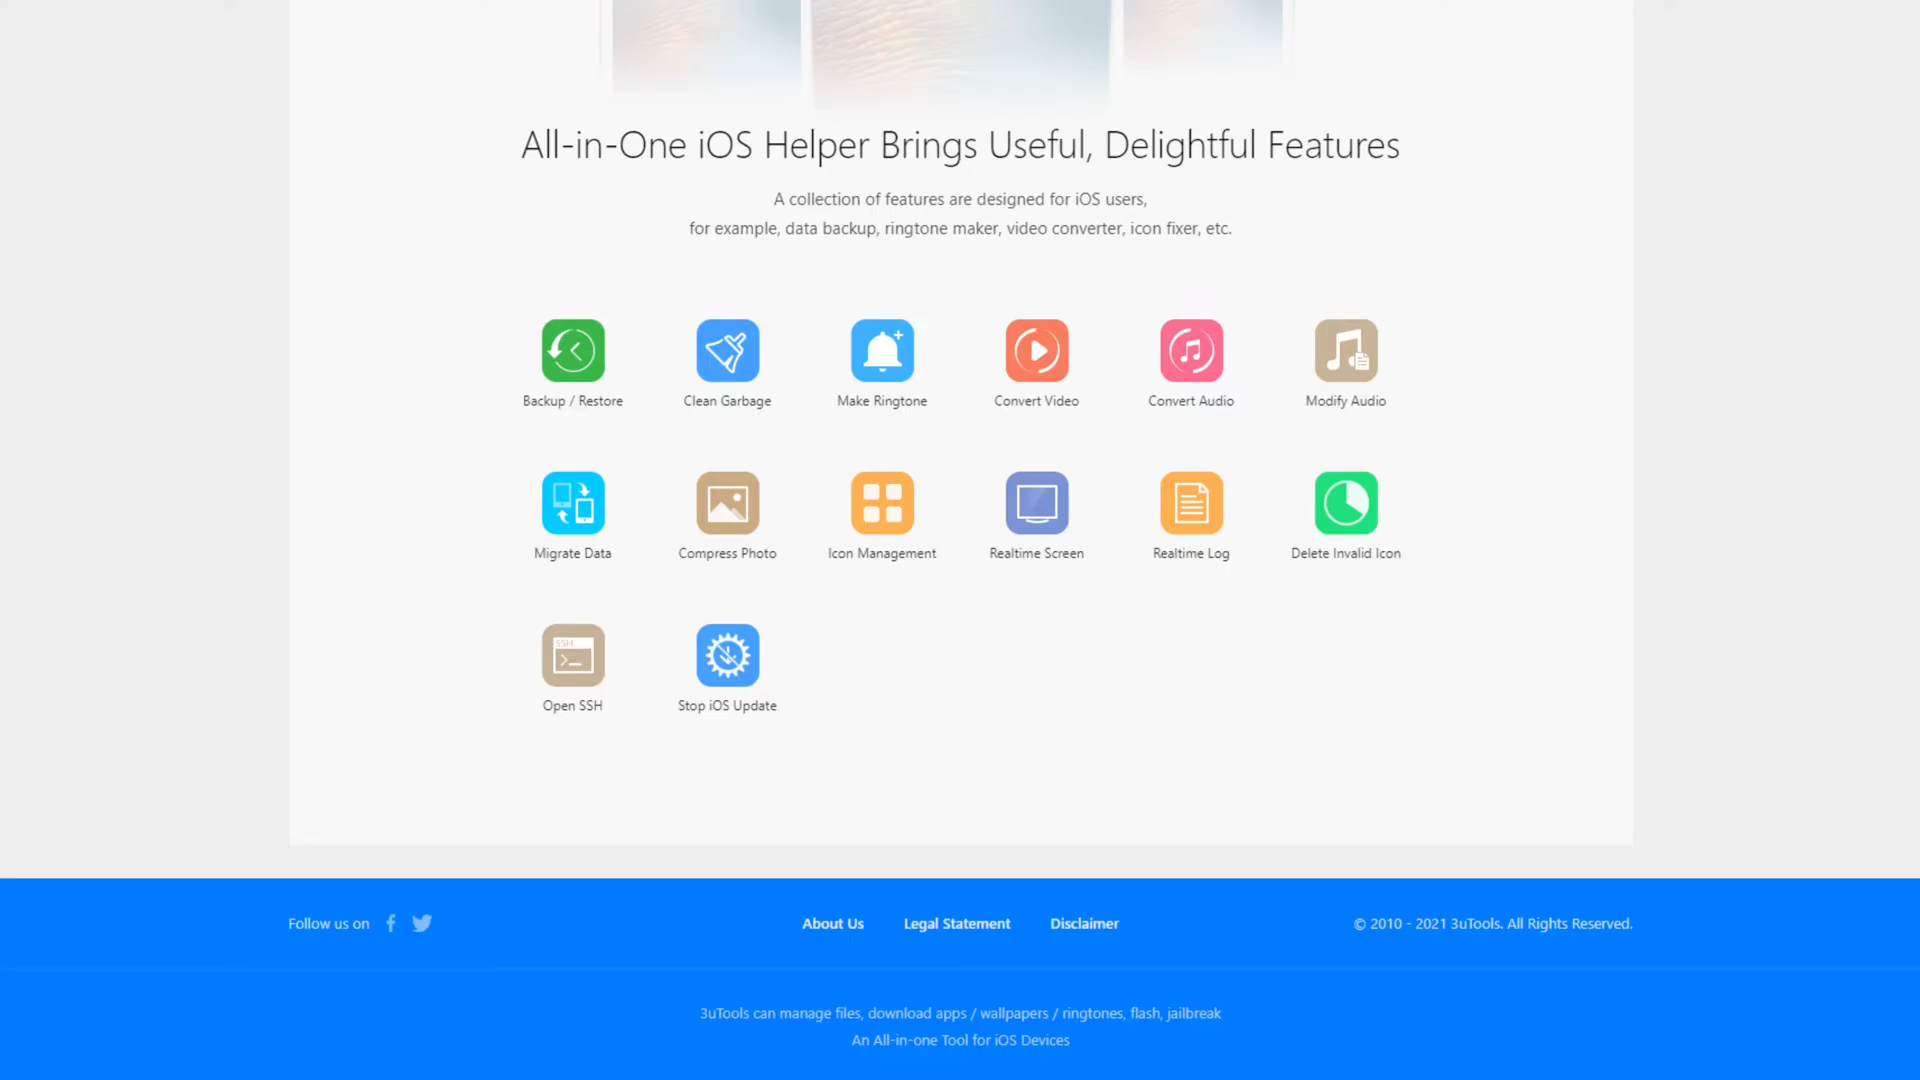 All-in-One iOS Helper Brings Useful, Delightful Features
A collection of features are designed for iOS users,
for example, data backup, ringtone maker, video converter, icon fixer, etc.
Backup / Restore
Clean Garbage
Make Ringtone
Convert Video
Convert Audio
Modify Audio
Migrate Data
Compress Photo
Icon Management
Realtime Screen
Realtime Log
Delete Invalid Icon
SSH
Open SSH
Stop iOS Update
Follow us on
About Us
Legal Statement
Disclaimer
© 2010 - 2021 3uTools. All Rights Reserved.
3uTools can manage files, download apps / wallpapers / ringtones, flash, jailbreak
An All-in-one Tool for iOS Devices